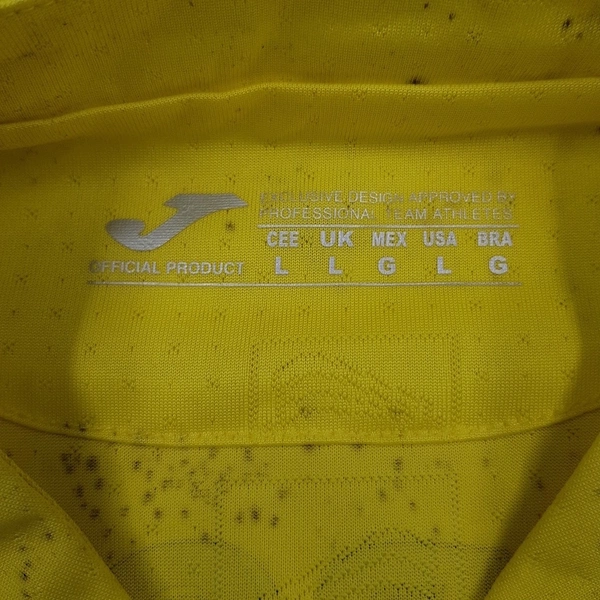 EXCLUSIVE DESIGN APPROVED BY
PROFESSIONAL TEAM ATHLETES
CEE UK MEX USA BRA
L L G L G
OFFICIAL PRODUCT